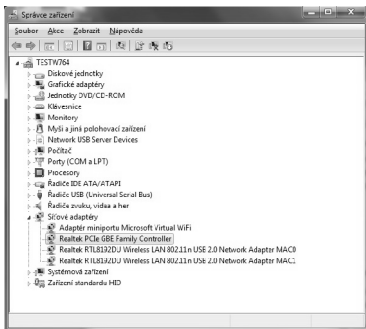 Správce zařízení
Soubor Akce Zobrazit Nápověda
TESTW764
Diskové jednotky
Grafické adaptéry
Jednotky DVD/CD-ROM
Klávesnice
Monitory
Myši a jiná polohovací zařízení
Network USB Server Devices
Počítač
Porty (COM a LPT)
Procesory
Řadiče IDE ATA/ATAPI
Řadiče USB (Universal Serial Bus)
Řadiče zvuku, videa a her
Síťové adaptéry
Adaptér miniportu Microsoft Virtual WiFi
Realtek PCIe GBE Family Controller
Realtek RTL8192DU Wireless LAN 802.11n USB 2.0 Network Adapter MAC0
Realtek RTL8192DU Wireless LAN 802.11n USB 2.0 Network Adapter MAC1
Systémová zařízení
Zařízení standardu HID